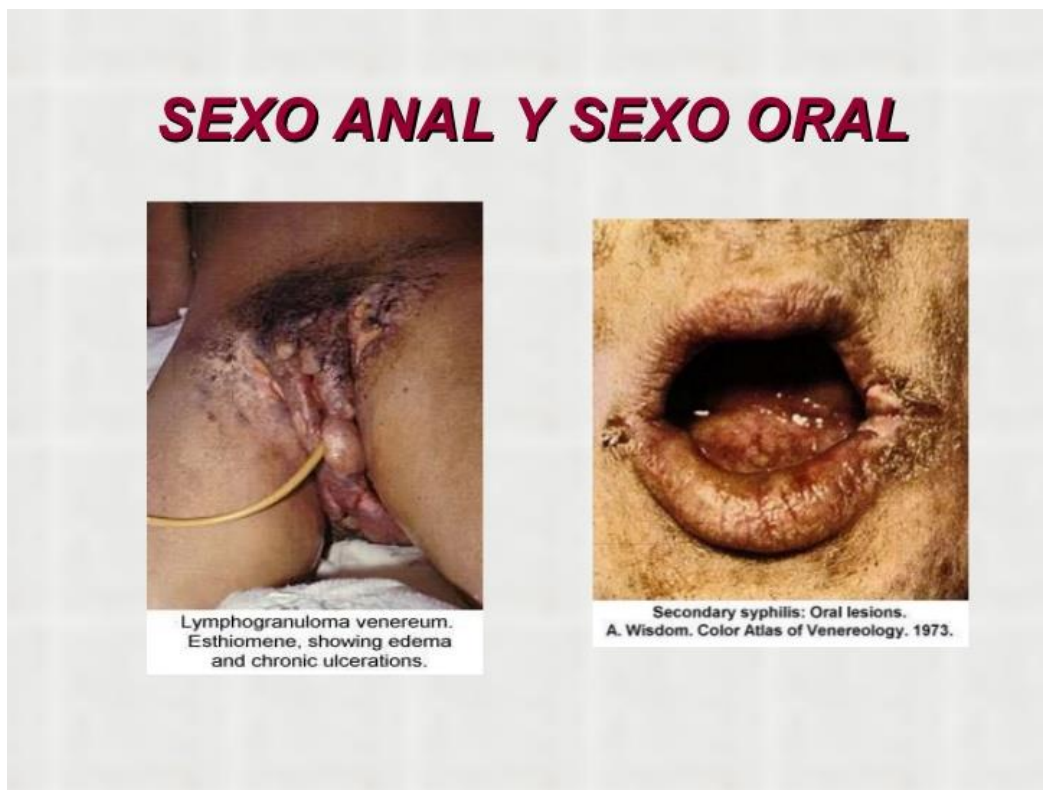 SEXO ANAL Y SEXO ORAL
Lymphogranuloma venereum.
Esthiomene, showing edema
and chronic ulcerations.
Secondary syphilis: Oral lesions.
A. Wisdom. Color Atlas of Venereology. 1973.